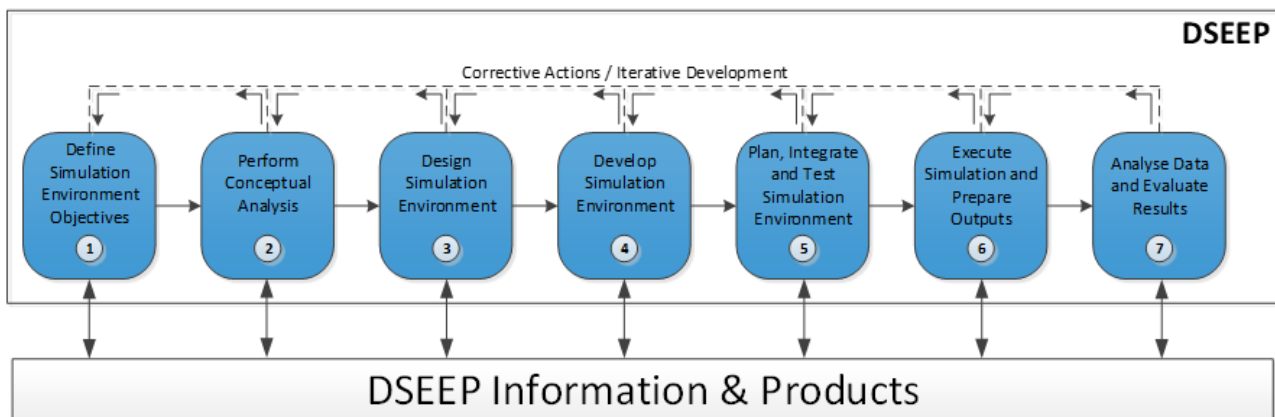 DSEEP
Corrective Actions / Iterative Development
Define
Simulation
Environment
Objectives
1
Perform
Conceptual
Analysis
2
Design
Simulation
Environment
3
Develop
Simulation
Environment
4
Plan, Integrate
and Test
Simulation
Environment
5
Execute
Simulation and
Prepare
Outputs
6
Analyse Data
and Evaluate
Results
7
DSEEP Information & Products